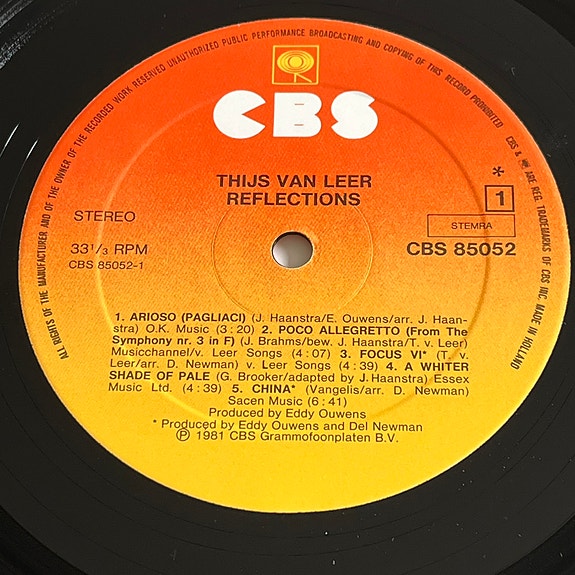 ALL RIGHTS OF THE MANUFACTURER AND OF THE OWNER OF THE RECORDED WORK RESERVED UNAUTHORIZED PUBLIC PERFORMANCE BROADCASTING AND COPYING OF THIS RECORD PROHIBITED
CBS & ARE REG. TRADEMARKS OF CBS INC. MADE IN HOLLAND
CBS
THIJS VAN LEER
REFLECTIONS
STEREO
33 1/3 RPM
CBS 85052-1
*
1
STEMRA
CBS 85052
1. ARIOSO (PAGLIACI) (J. Haanstra/E. Ouwens/arr. J. Haan-
stra) O.K. Music (3:20) 2. POCO ALLEGRETTO (From The
Symphony nr. 3 in F) (J. Brahms/bew. J. Haanstra/T. v. Leer)
Musicchannel/v. Leer Songs (4:07) 3. FOCUS VI* (T. v.
Leer/arr. D. Newman) v. Leer Songs (4:39) 4. A WHITER
SHADE OF PALE (G. Brooker/adapted by J. Haanstra) Essex
Music Ltd. (4:39) 5. CHINA* (Vangelis/arr. D. Newman)
Sacen Music (6:41)
Produced by Eddy Ouwens
* Produced by Eddy Ouwens and Del Newman
℗ 1981 CBS Grammofoonplaten B.V.